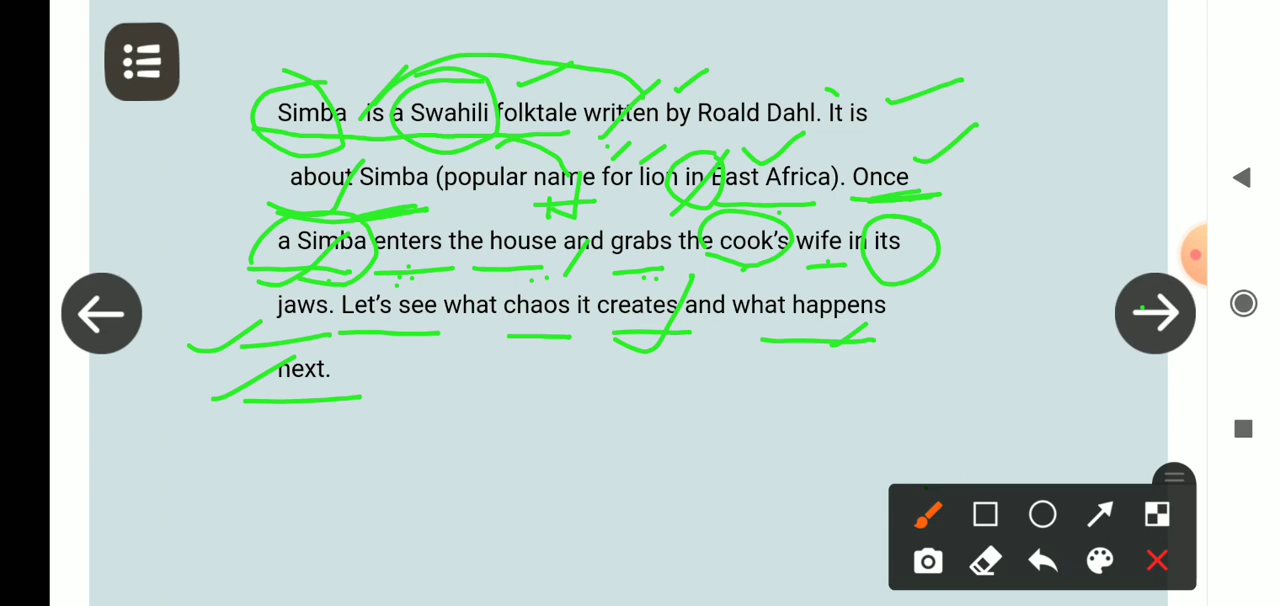 Simba is a Swahili folktale written by Roald Dahl. It is
about Simba (popular name for lion in East Africa). Once
a Simba enters the house and grabs the cook's wife in its
jaws. Let's see what chaos it creates and what happens
next.